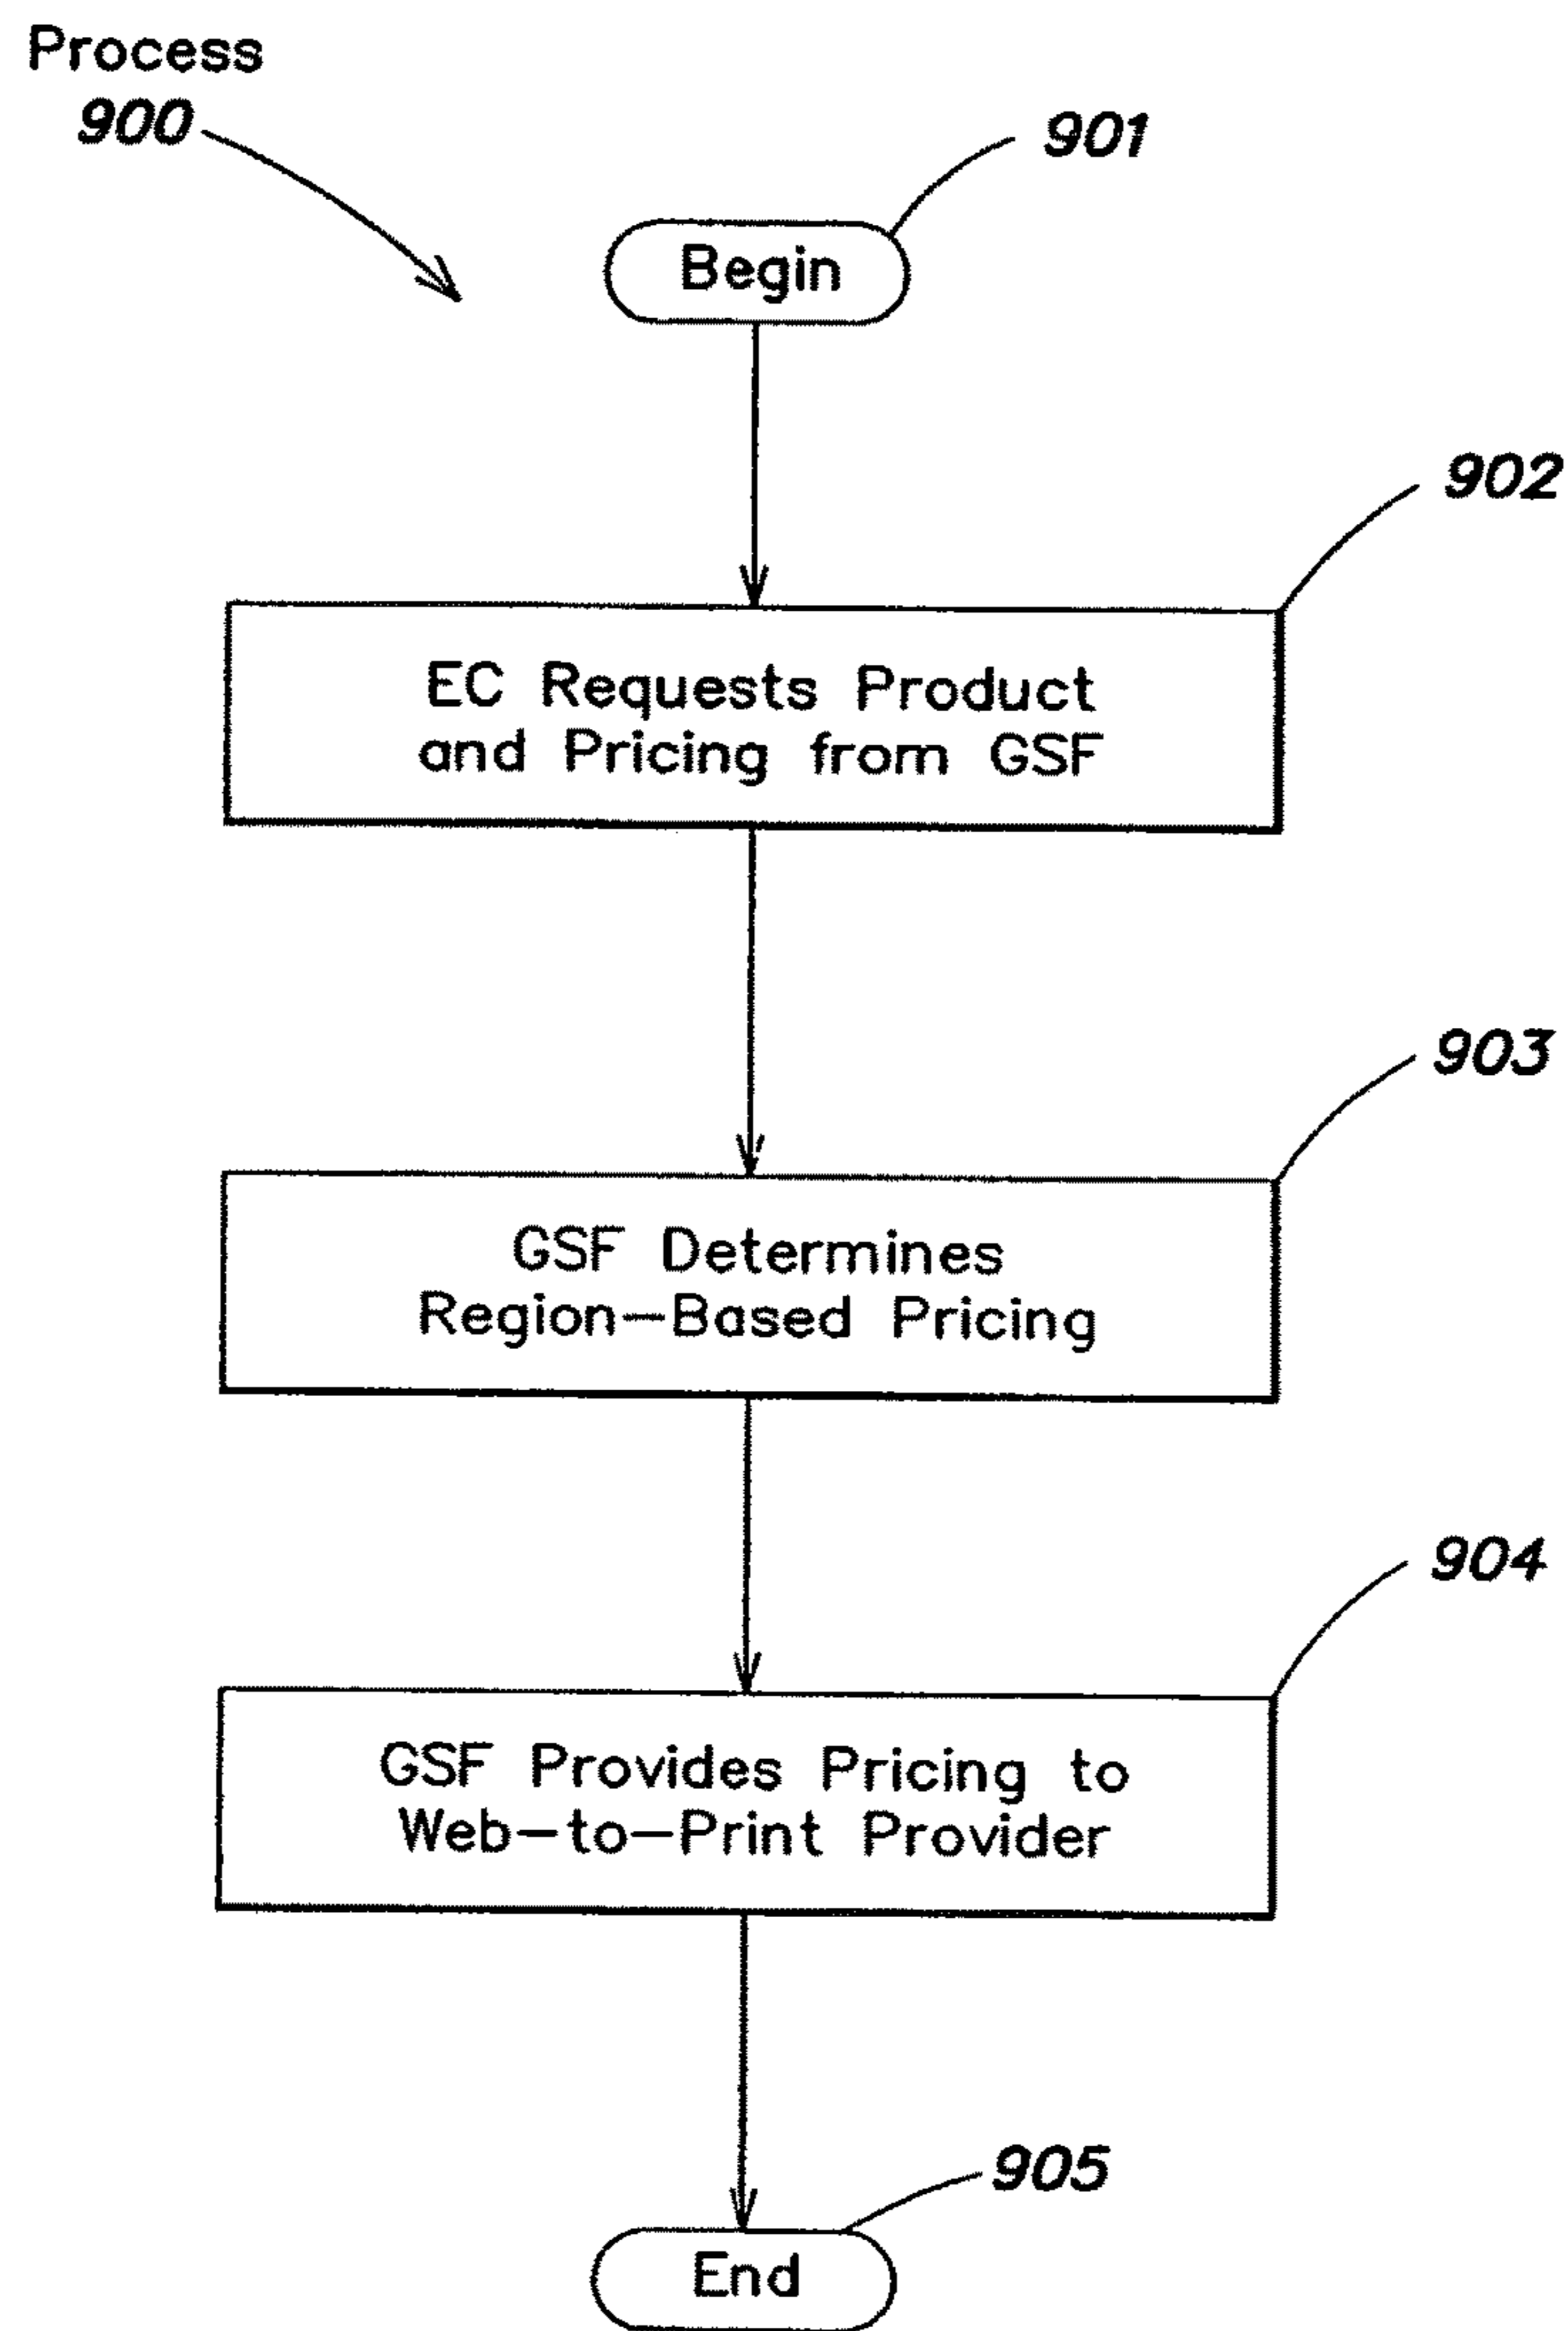 Process
900
901
Begin
902
EC Requests Product
and Pricing from GSF
903
GSF Determines
Region-Based Pricing
904
GSF Provides Pricing to
Web-to-Print Provider
905
End